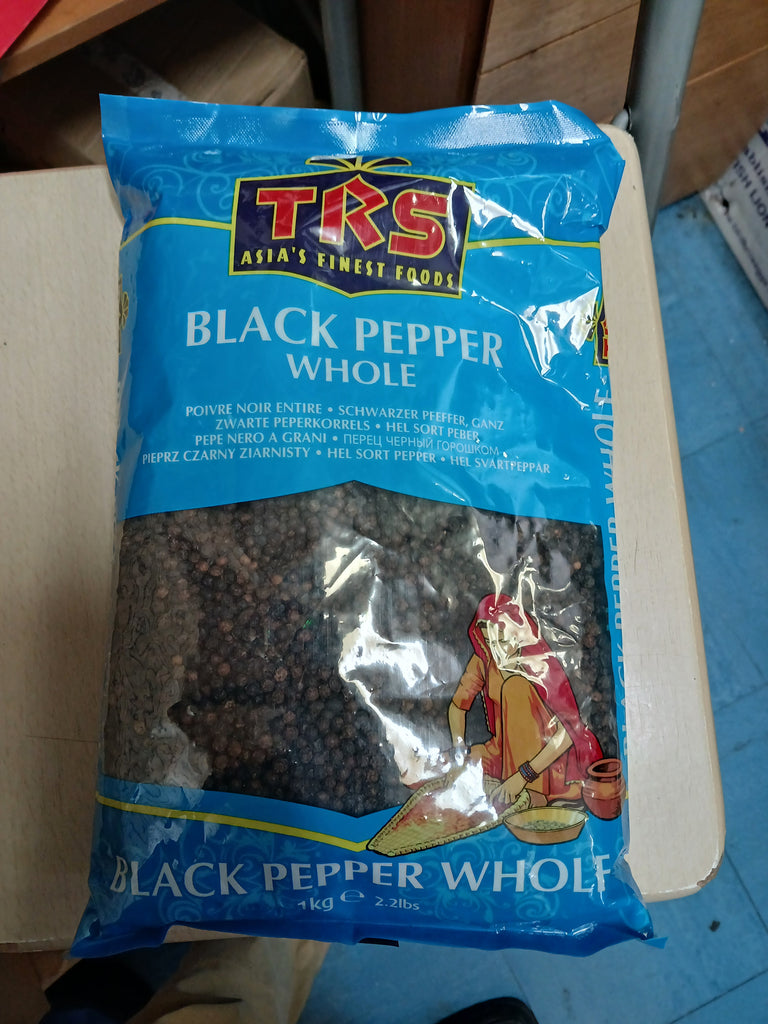 TRS
ASIA'S FINEST FOODS
BLACK PEPPER
WHOLE
POIVRE NOIR ENTIRE • SCHWARZER PFEFFER, GANZ
ZWARTE PEPERKORRELS • HEL SORT PEBER
PEPE NERO A GRANI • ПЕРЕЦ ЧЕРНЫЙ ГОРОШКОМ
PIEPRZ CZARNY ZIARNISTY • HEL SORT PEPPER • HEL SVARTPEPPAR
BLACK PEPPER WHOLE
BLACK PEPPER WHOLE
1kg ℮ 2.2lbs